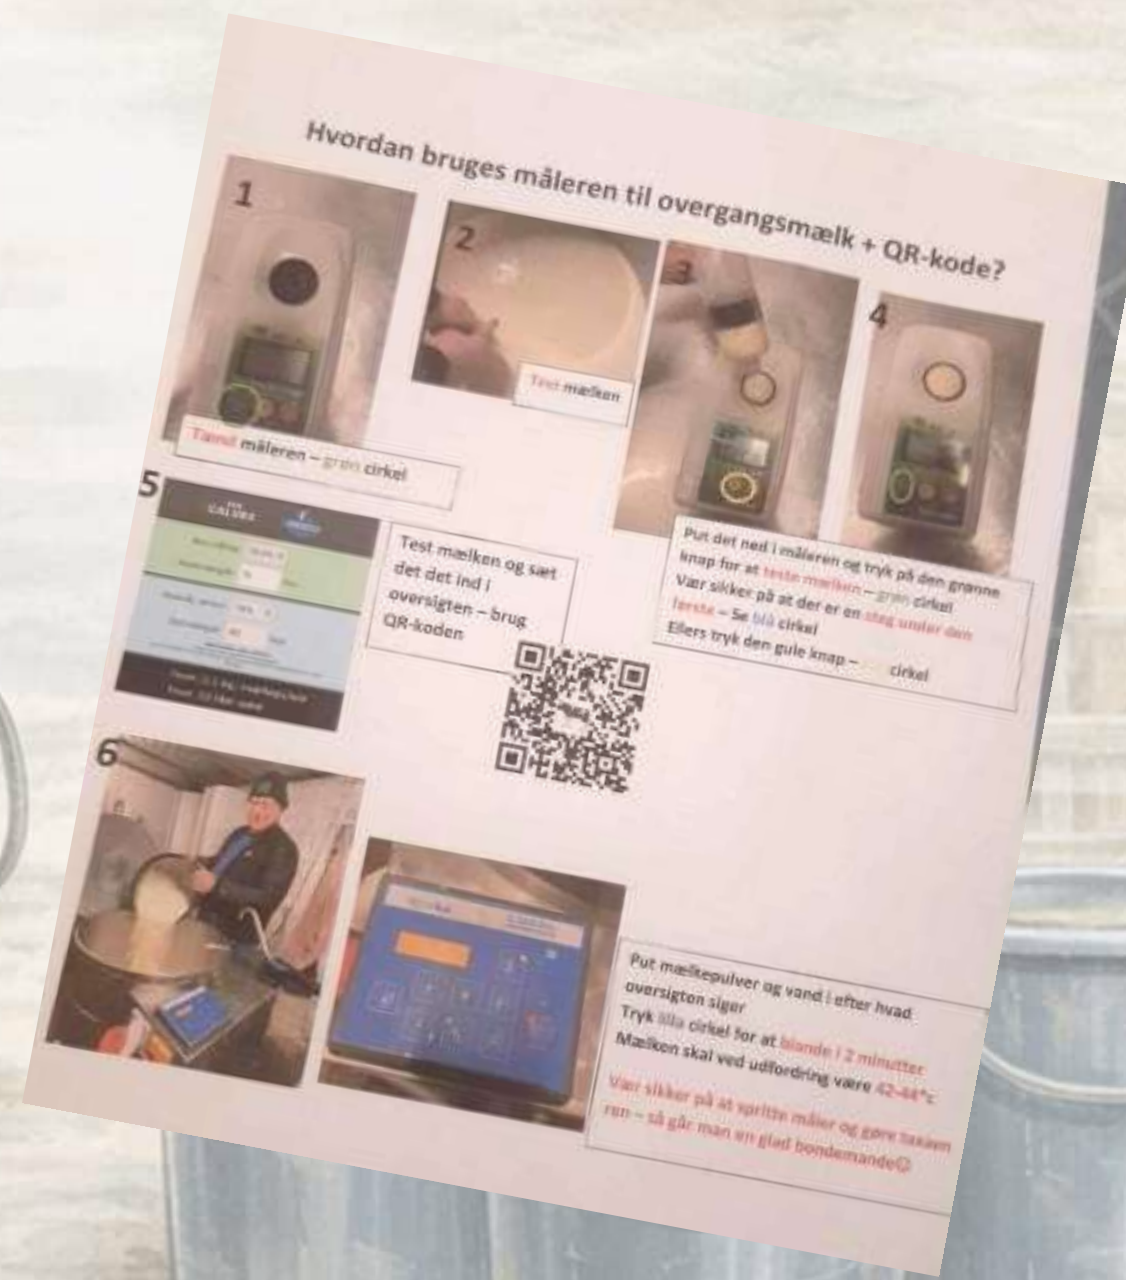 Hvordan bruges måleren til overgangsmælk + QR-kode?
1
2
3
4
Test mælken
Tænd måleren – grøn cirkel
Put det ned i måleren og tryk på den grønne
knap for at teste mælken – grøn cirkel
Vær sikker på at der er en steg under den
første – Se blå cirkel
Ellers tryk den gule knap – cirkel
5
CALVEX
Test mælken og sæt
det det ind i
oversigten – brug
QR-koden
6
Put mælkepulver og vand i efter hvad
oversigten siger
Tryk lilla cirkel for at blande i 2 minutter
Mælken skal ved udfordring være 42-44°c
Vær sikker på at spritte måler og gøre taxaen
ren – så går man en glad bondemande☺